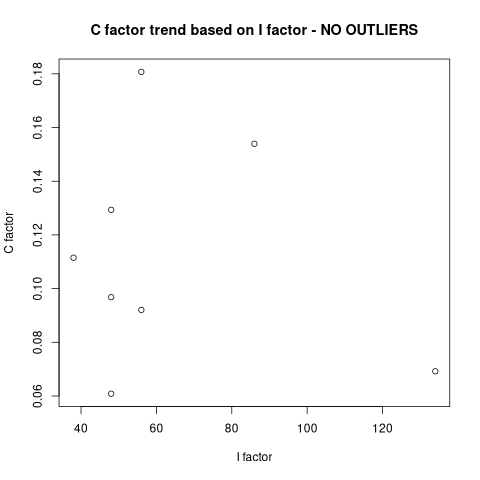 C factor trend based on I factor - NO OUTLIERS
0.18
0.16
0.14
0.12
0.10
0.08
0.06
C factor
40 60 80 100 120
I factor